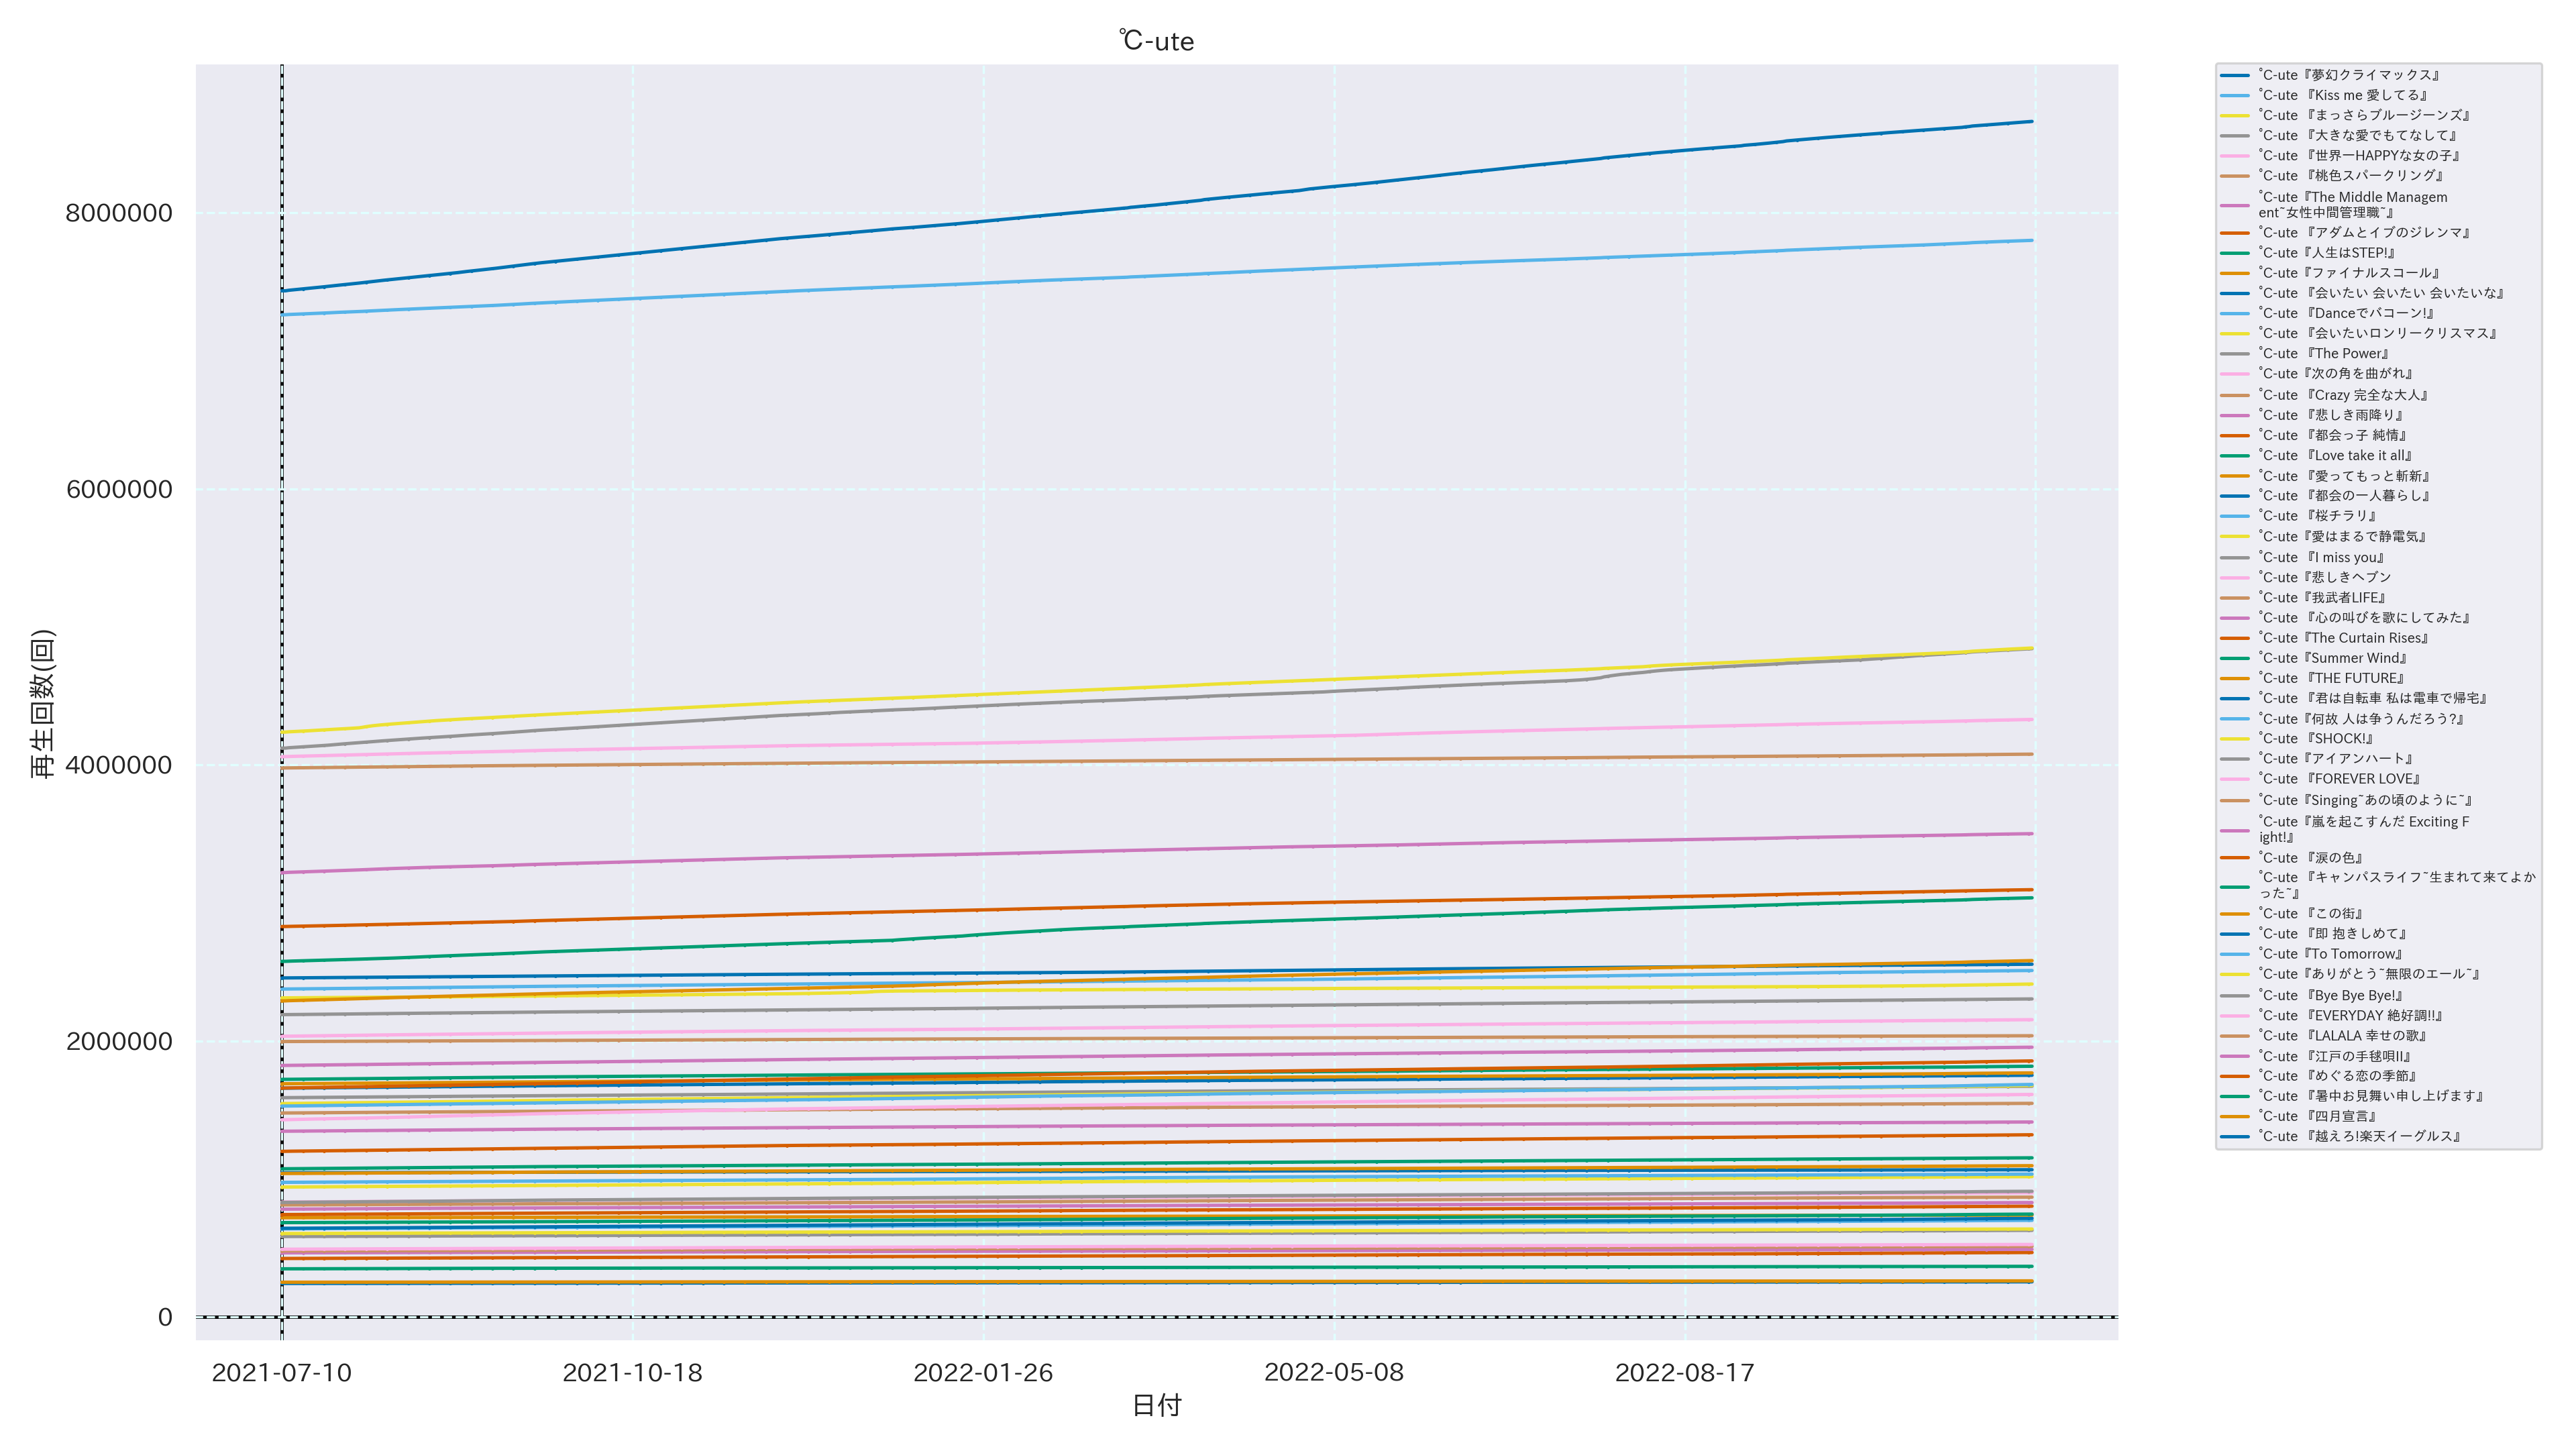 ℃-ute
再生回数(回)
8000000
6000000
4000000
2000000
0
2021-07-10
2021-10-18
2022-01-26
2022-05-08
2022-08-17
日付
℃-ute『夢幻クライマックス』
℃-ute 『Kiss me 愛してる』
℃-ute 『まっさらブルージーンズ』
℃-ute 『大きな愛でもてなして』
℃-ute 『世界一HAPPYな女の子』
℃-ute 『桃色スパークリング』
℃-ute『The Middle Managem
ent~女性中間管理職~』
℃-ute 『アダムとイブのジレンマ』
℃-ute『人生はSTEP!』
℃-ute『ファイナルスコール』
℃-ute 『会いたい 会いたい 会いたいな』
℃-ute 『Danceでバコーン!』
℃-ute 『会いたいロンリークリスマス』
℃-ute 『The Power』
℃-ute『次の角を曲がれ』
℃-ute 『Crazy 完全な大人』
℃-ute 『悲しき雨降り』
℃-ute 『都会っ子 純情』
℃-ute 『Love take it all』
℃-ute 『愛ってもっと斬新』
℃-ute 『都会の一人暮らし』
℃-ute 『桜チラリ』
℃-ute『愛はまるで静電気』
℃-ute 『I miss you』
℃-ute『悲しきヘブン
℃-ute『我武者LIFE』
℃-ute 『心の叫びを歌にしてみた』
℃-ute『The Curtain Rises』
℃-ute『Summer Wind』
℃-ute『THE FUTURE』
℃-ute 『君は自転車 私は電車で帰宅』
℃-ute『何故 人は争うんだろう?』
℃-ute 『SHOCK!』
℃-ute『アイアンハート』
℃-ute 『FOREVER LOVE』
℃-ute『Singing~あの頃のように~』
℃-ute『嵐を起こすんだ Exciting F
ight!』
℃-ute 『涙の色』
℃-ute 『キャンパスライフ~生まれて来てよか
った~』
℃-ute 『この街』
℃-ute 『即 抱きしめて』
℃-ute『To Tomorrow』
℃-ute『ありがとう~無限のエール~』
℃-ute 『Bye Bye Bye!』
℃-ute 『EVERYDAY 絶好調!!』
℃-ute 『LALALA 幸せの歌』
℃-ute 『江戸の手毬唄II』
℃-ute 『めぐる恋の季節』
℃-ute 『暑中お見舞い申し上げます』
℃-ute 『四月宣言』
℃-ute 『越えろ!楽天イーグルス』